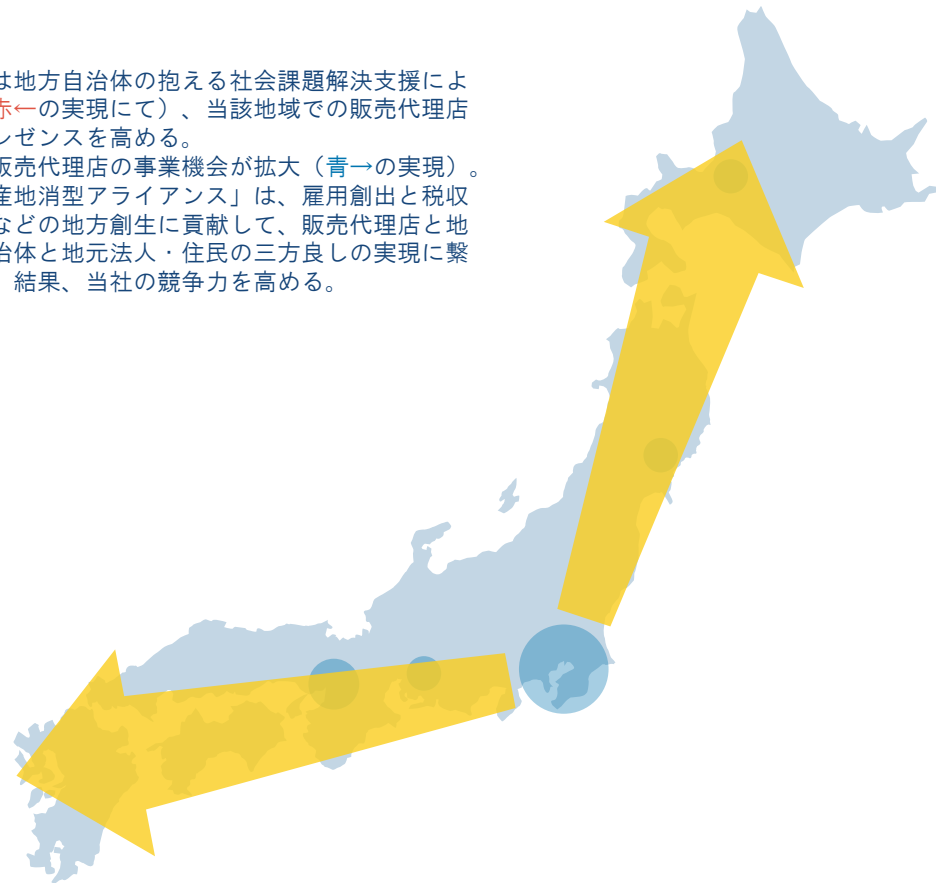 は地方自治体の抱える社会課題解決支援によ
赤←の実現にて）、当該地域での販売代理店
レゼンスを高める。
販売代理店の事業機会が拡大（青→の実現）。
産地消型アライアンス」は、雇用創出と税収
などの地方創生に貢献して、販売代理店と地
治体と地元法人・住民の三方良しの実現に繋
結果、当社の競争力を高める。